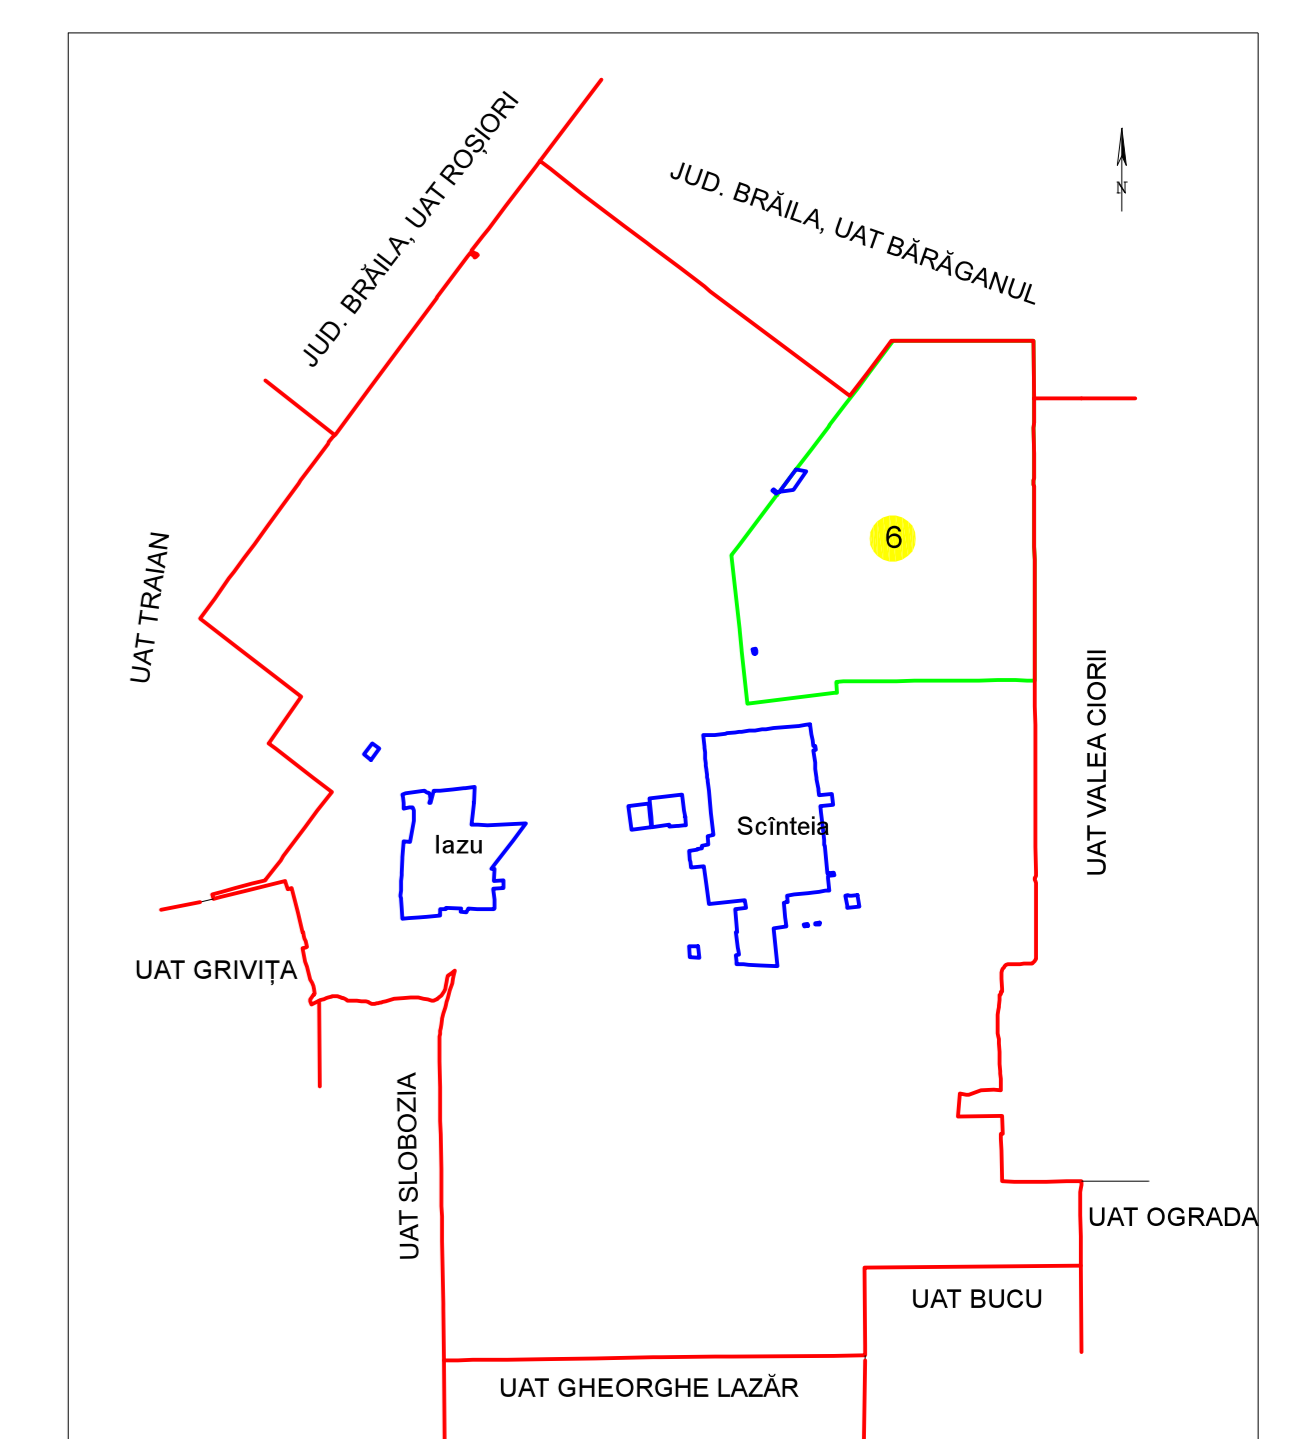 JUD. BRĂILA, UAT ROȘIORI
JUD. BRĂILA, UAT BĂRĂGANUL
N
6
UAT TRAIAN
UAT VALEA CIORII
Scînteia
Iazu
UAT GRIVIȚA
UAT SLOBOZIA
UAT OGRADA
UAT BUCU
UAT GHEORGHE LAZĂR